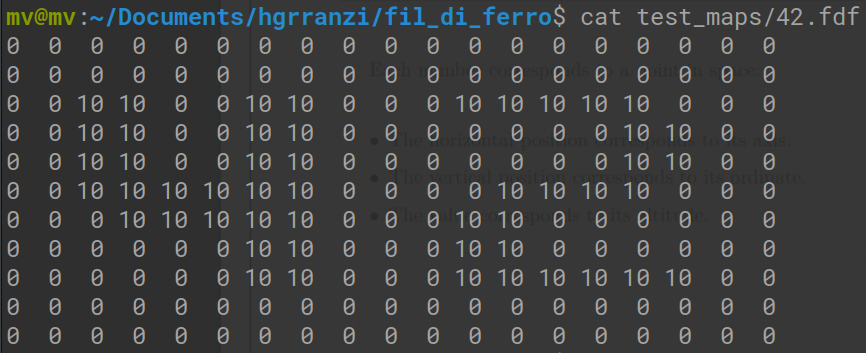 mv@mv:~/Documents/hgrranzi/fil_di_ferro$ cat test_maps/42.fdf
0 0 0 0 0 0 0 0 0 0 0 0 0 0 0 0 0 0 0
0 0 0 0 0 0 0 0 0 0 0 0 0 0 0 0 0 0 0
0 0 10 10 0 0 10 10 0 0 0 10 10 10 10 10 0 0 0
0 0 10 10 0 0 10 10 0 0 0 0 0 0 0 10 10 0 0
0 0 10 10 0 0 10 10 0 0 0 0 0 0 0 10 10 0 0
0 0 10 10 10 10 10 10 0 0 0 0 10 10 10 10 0 0 0
0 0 0 10 10 10 10 10 0 0 0 10 10 0 0 0 0 0 0
0 0 0 0 0 0 10 10 0 0 0 10 10 0 0 0 0 0 0
0 0 0 0 0 0 10 10 0 0 0 10 10 10 10 10 10 0 0
0 0 0 0 0 0 0 0 0 0 0 0 0 0 0 0 0 0 0
0 0 0 0 0 0 0 0 0 0 0 0 0 0 0 0 0 0 0
Each number corresponds to a point in space:
• The horizontal position corresponds to its axis.
• The vertical position corresponds to its ordinate.
• The value corresponds to its altitude.